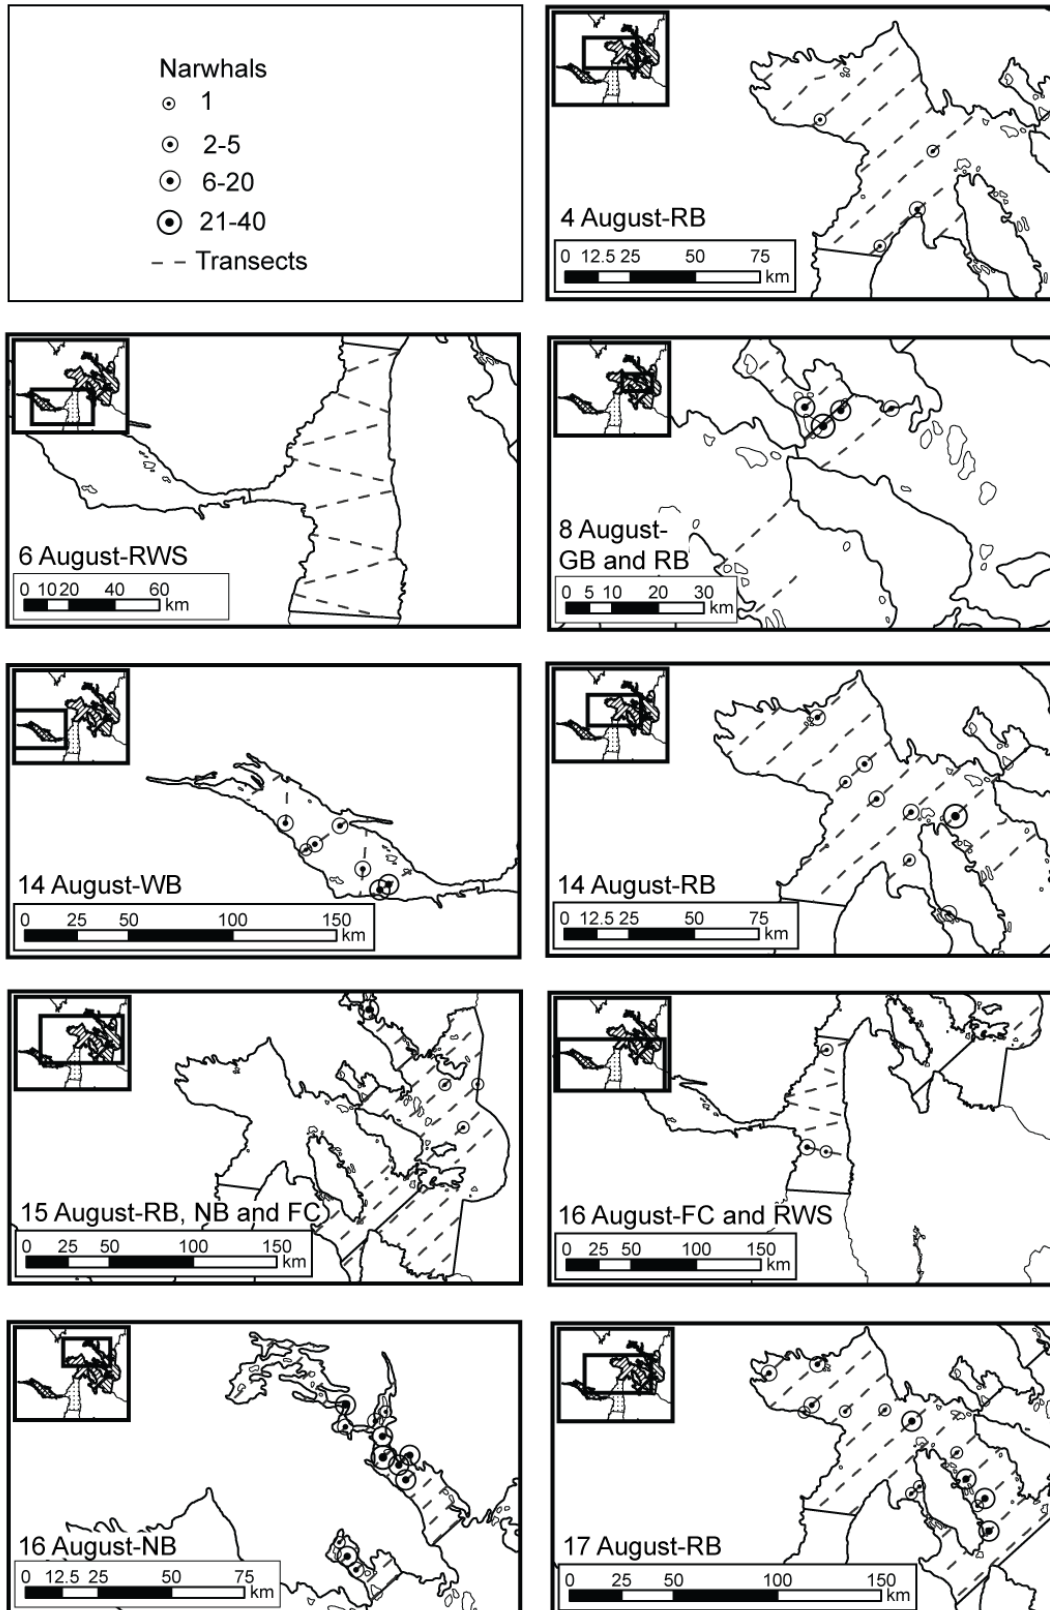 Narwhals
1
2-5
6-20
21-40
Transects
4 August-RB
0 12.5 25 50 75
km
6 August-RWS
0 10 20 40 60
km
8 August-
GB and RB
0 5 10 20 30
km
14 August-WB
0 25 50 100 150
km
14 August-RB
0 12.5 25 50 75
km
15 August-RB, NB and FC
0 25 50 100 150
km
16 August-FC and RWS
0 25 50 100 150
km
16 August-NB
0 12.5 25 50 75
km
17 August-RB
0 25 50 100 150
km